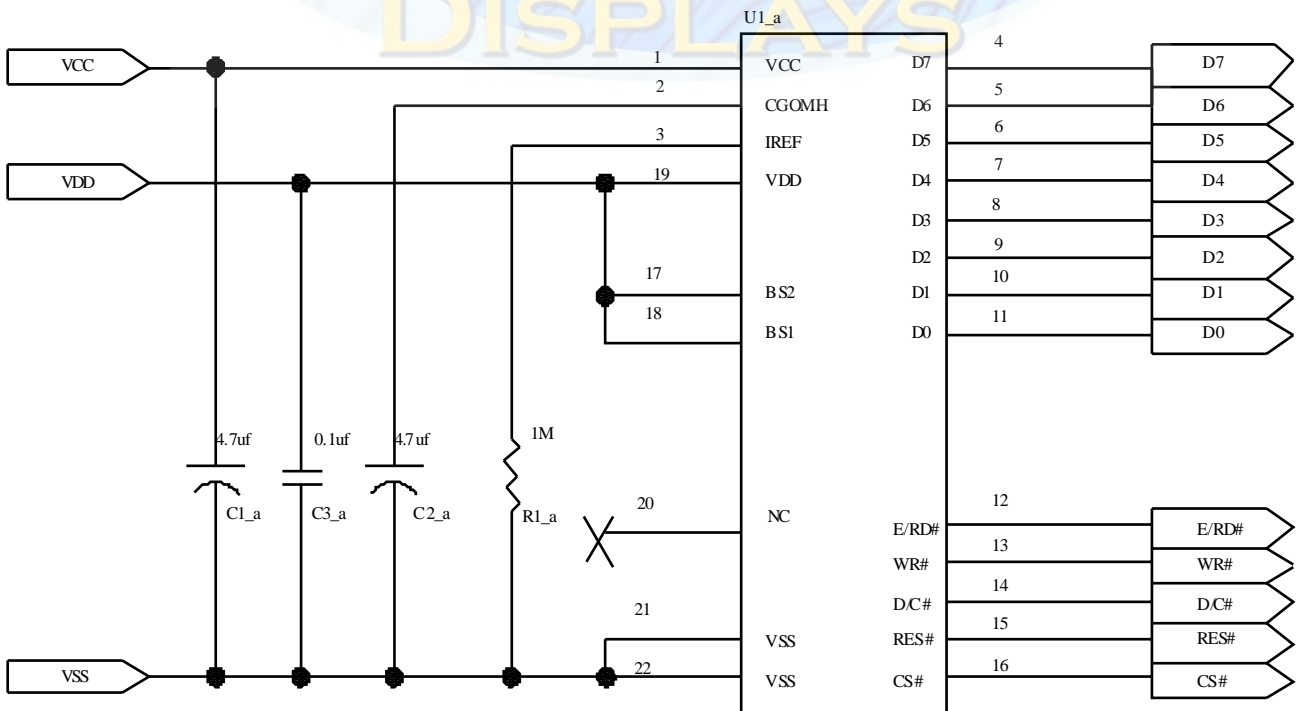 DISPLAYS
U1_a
VCC 1 VCC D7 4 D7
2 CGOMH D6 5 D6
3 IREF D5 6 D5
VDD 19 VDD D4 7 D4
D3 8 D3
D2 9 D2
17 BS2 D1 10 D1
18 BS1 D0 11 D0
4.7uf 0.1uf 4.7uf 1M
C1_a C3_a C2_a R1_a
20 NC E/RD# 12 E/RD#
WR# 13 WR#
D/C# 14 D/C#
21 VSS RES# 15 RES#
VSS 22 VSS CS# 16 CS#